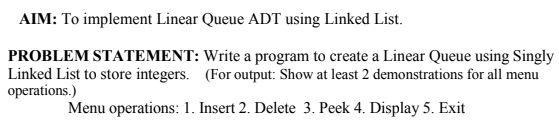 AIM: To implement Linear Queue ADT using Linked List.
PROBLEM STATEMENT: Write a program to create a Linear Queue using Singly
Linked List to store integers. (For output: Show at least 2 demonstrations for all menu
operations.)
Menu operations: 1. Insert 2. Delete 3. Peek 4. Display 5. Exit